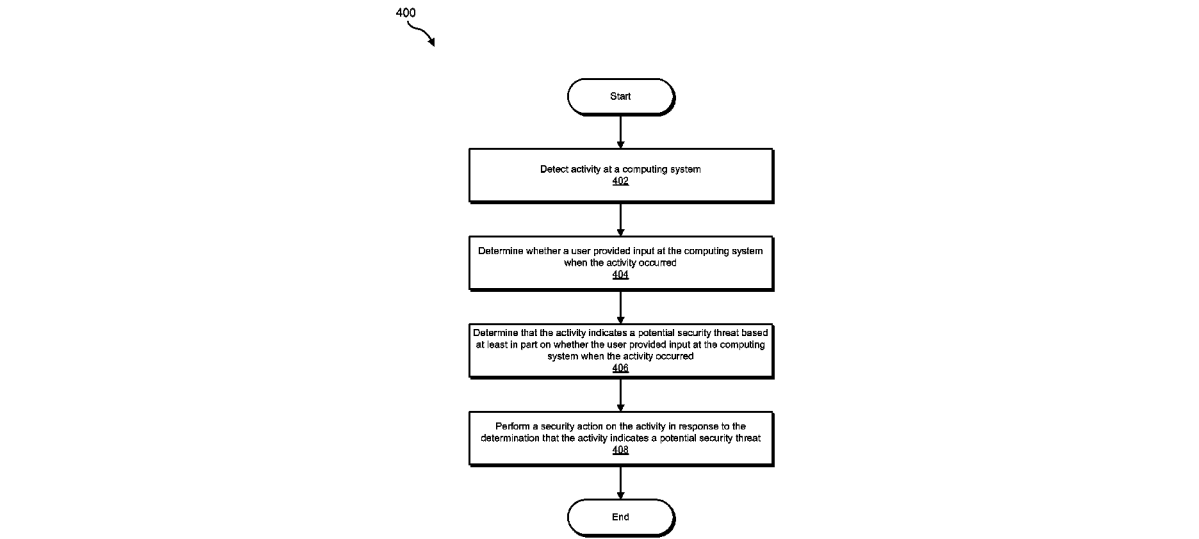 400
Start
Detect activity at a computing system
402
Determine whether a user provided input at the computing system
when the activity occurred
404
Determine that the activity indicates a potential security threat based
at least in part on whether the user provided input at the computing
system when the activity occurred
406
Perform a security action on the activity in response to the
determination that the activity indicates a potential security threat
408
End